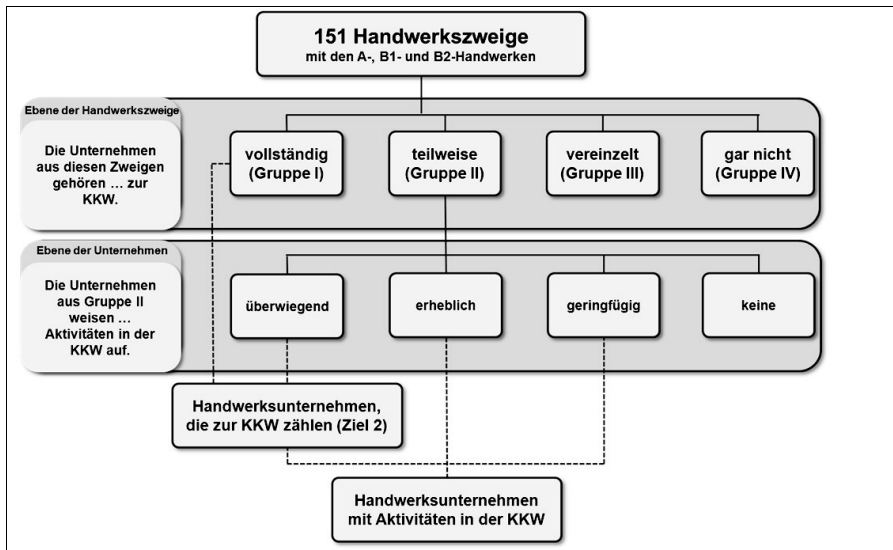 151 Handwerkszweige
mit den A-, B1- und B2-Handwerken
Ebene der Handwerkszweige
Die Unternehmen
aus diesen Zweigen
gehören ... zur
KKW.
vollständig
(Gruppe I)
teilweise
(Gruppe II)
vereinzelt
(Gruppe III)
gar nicht
(Gruppe IV)
Ebene der Unternehmen
Die Unternehmen
aus Gruppe II
weisen ...
Aktivitäten in der
KKW auf.
überwiegend
erheblich
geringfügig
keine
Handwerksunternehmen,
die zur KKW zählen (Ziel 2)
Handwerksunternehmen
mit Aktivitäten in der KKW